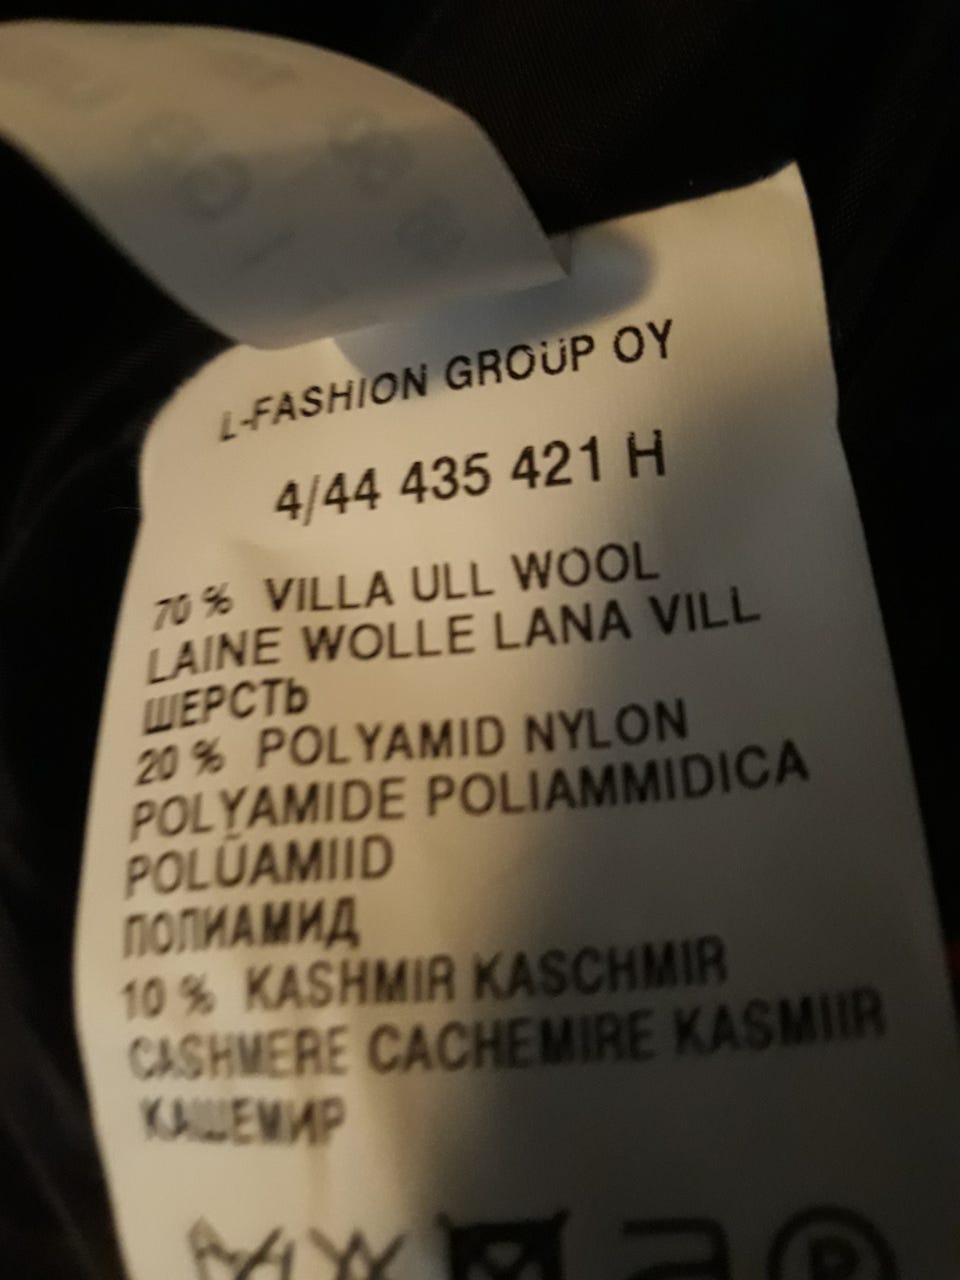 L-FASHION GROUP OY
4/44 435 421 H
70 % VILLA ULL WOOL
LAINE WOLLE LANA VILL
ШЕРСТЬ
20 % POLYAMID NYLON
POLYAMIDE POLIAMMIDICA
POLÜAMIID
ПОЛИАМИД
10 % KASHMIR KASCHMIR
CASHMERE CACHEMIRE KASMIIR
КАШЕМИР
P